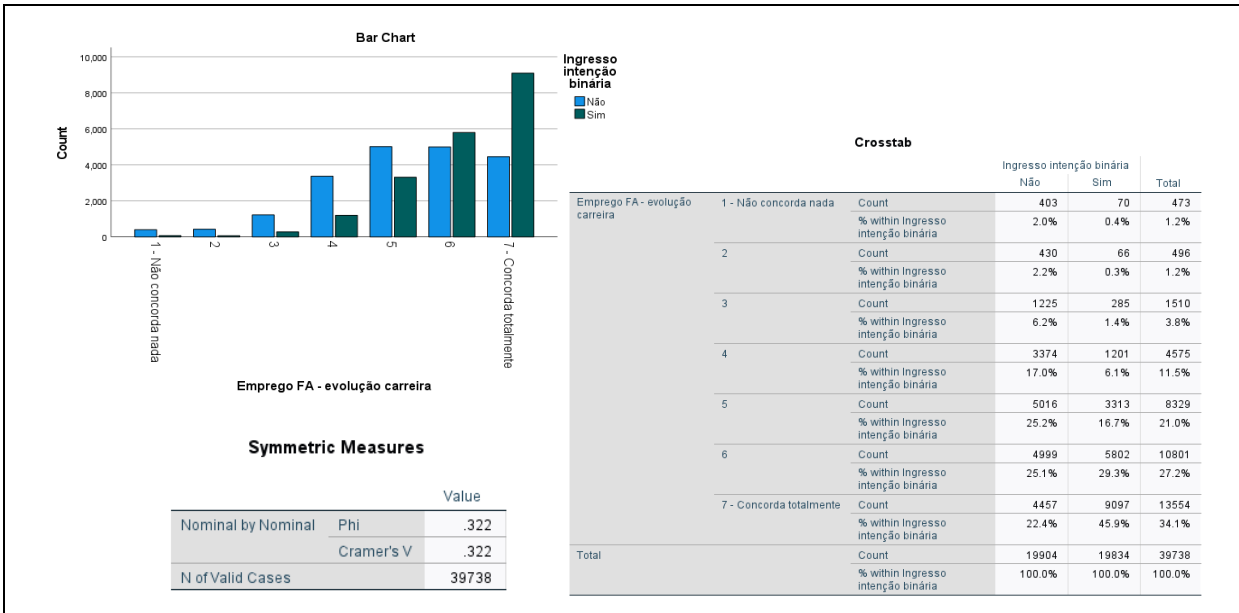 Bar Chart
10,000
8,000
6,000
4,000
2,000
0
Count
1 - Não concorda nada
2
3
4
5
6
7 - Concorda totalmente
Emprego FA - evolução carreira
Ingresso
intenção
binária
Não
Sim
Symmetric Measures
Value
Nominal by Nominal Phi .322
Cramer's V .322
N of Valid Cases 39738
Crosstab
Ingresso intenção binária
Não Sim Total
Emprego FA - evolução
carreira
1 - Não concorda nada Count 403 70 473
% within Ingresso
intenção binária
2.0% 0.4% 1.2%
2 Count 430 66 496
% within Ingresso
intenção binária
2.2% 0.3% 1.2%
3 Count 1225 285 1510
% within Ingresso
intenção binária
6.2% 1.4% 3.8%
4 Count 3374 1201 4575
% within Ingresso
intenção binária
17.0% 6.1% 11.5%
5 Count 5016 3313 8329
% within Ingresso
intenção binária
25.2% 16.7% 21.0%
6 Count 4999 5802 10801
% within Ingresso
intenção binária
25.1% 29.3% 27.2%
7 - Concorda totalmente Count 4457 9097 13554
% within Ingresso
intenção binária
22.4% 45.9% 34.1%
Total Count 19904 19834 39738
% within Ingresso
intenção binária
100.0% 100.0% 100.0%